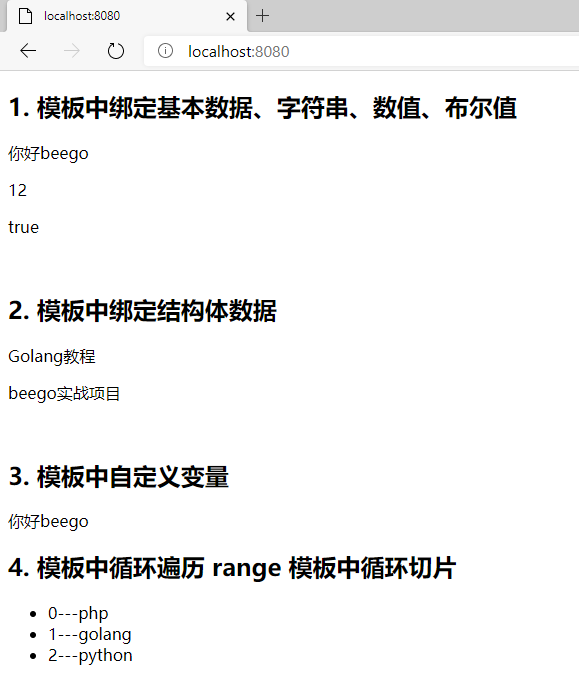 localhost:8080
localhost:8080
1. 模板中绑定基本数据、字符串、数值、布尔值
你好beego
12
true
2. 模板中绑定结构体数据
Golang教程
beego实战项目
3. 模板中自定义变量
你好beego
4. 模板中循环遍历 range 模板中循环切片
• 0---php
• 1---golang
• 2---python